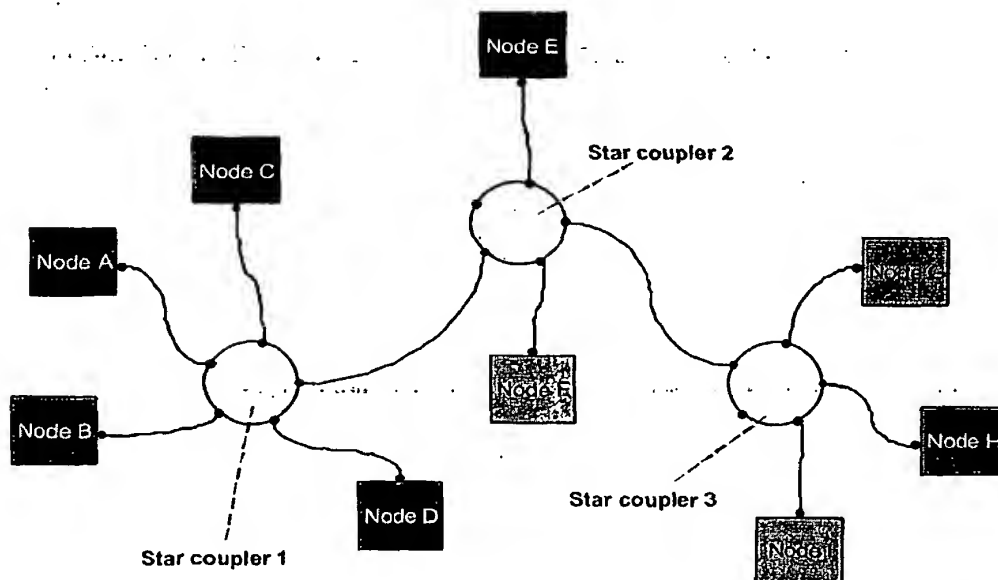 Node E
Star coupler 2
Node C
Node A
Node G
Node F
Node B
Node H
Star coupler 3
Node D
Node I
Star coupler 1